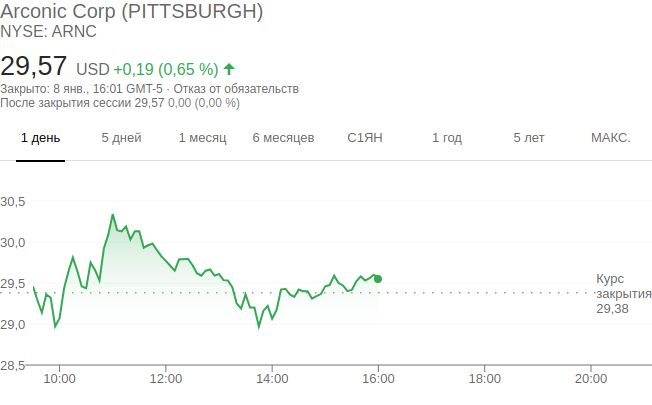 Arconic Corp (PITTSBURGH)
NYSE: ARNC
29,57 USD +0,19 (0,65 %)
Закрыто: 8 янв., 16:01 GMT-5 · Отказ от обязательств
После закрытия сессии 29,57 0,00 (0,00 %)
1 день 5 дней 1 месяц 6 месяцев С1ЯН 1 год 5 лет МАКС.
30,5
30,0
29,5
Курс
закрытия
29,38
29,0
28,5
10:00 12:00 14:00 16:00 18:00 20:00